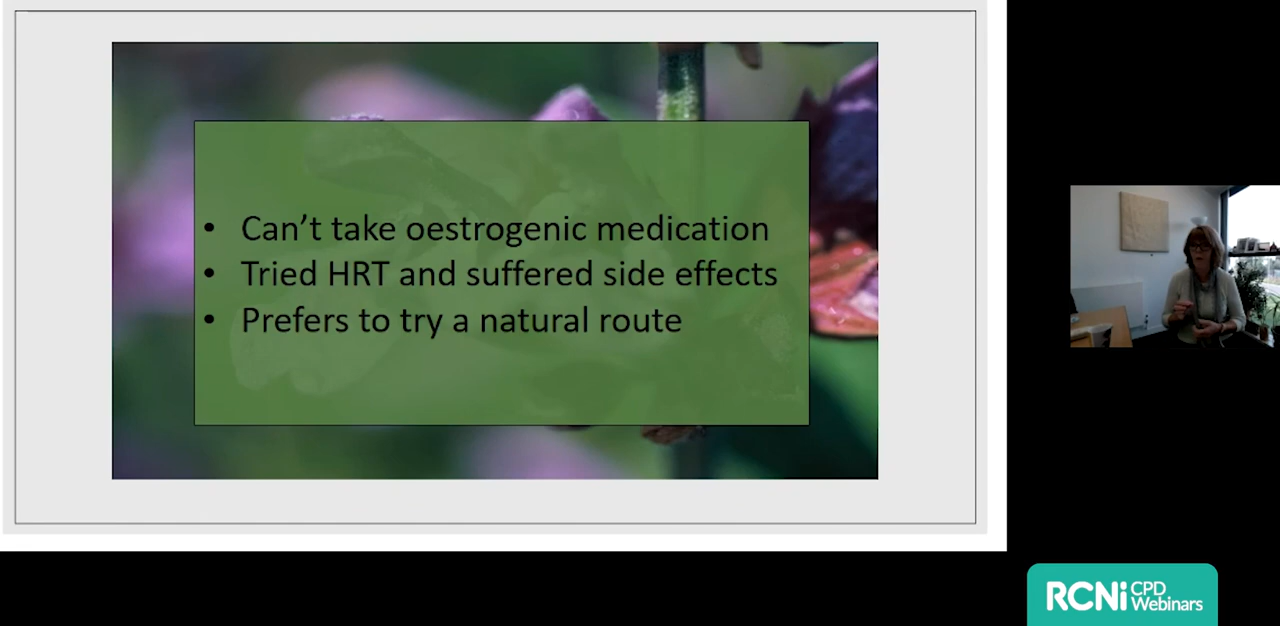 • Can’t take oestrogenic medication
• Tried HRT and suffered side effects
• Prefers to try a natural route
RCNi CPD
Webinars